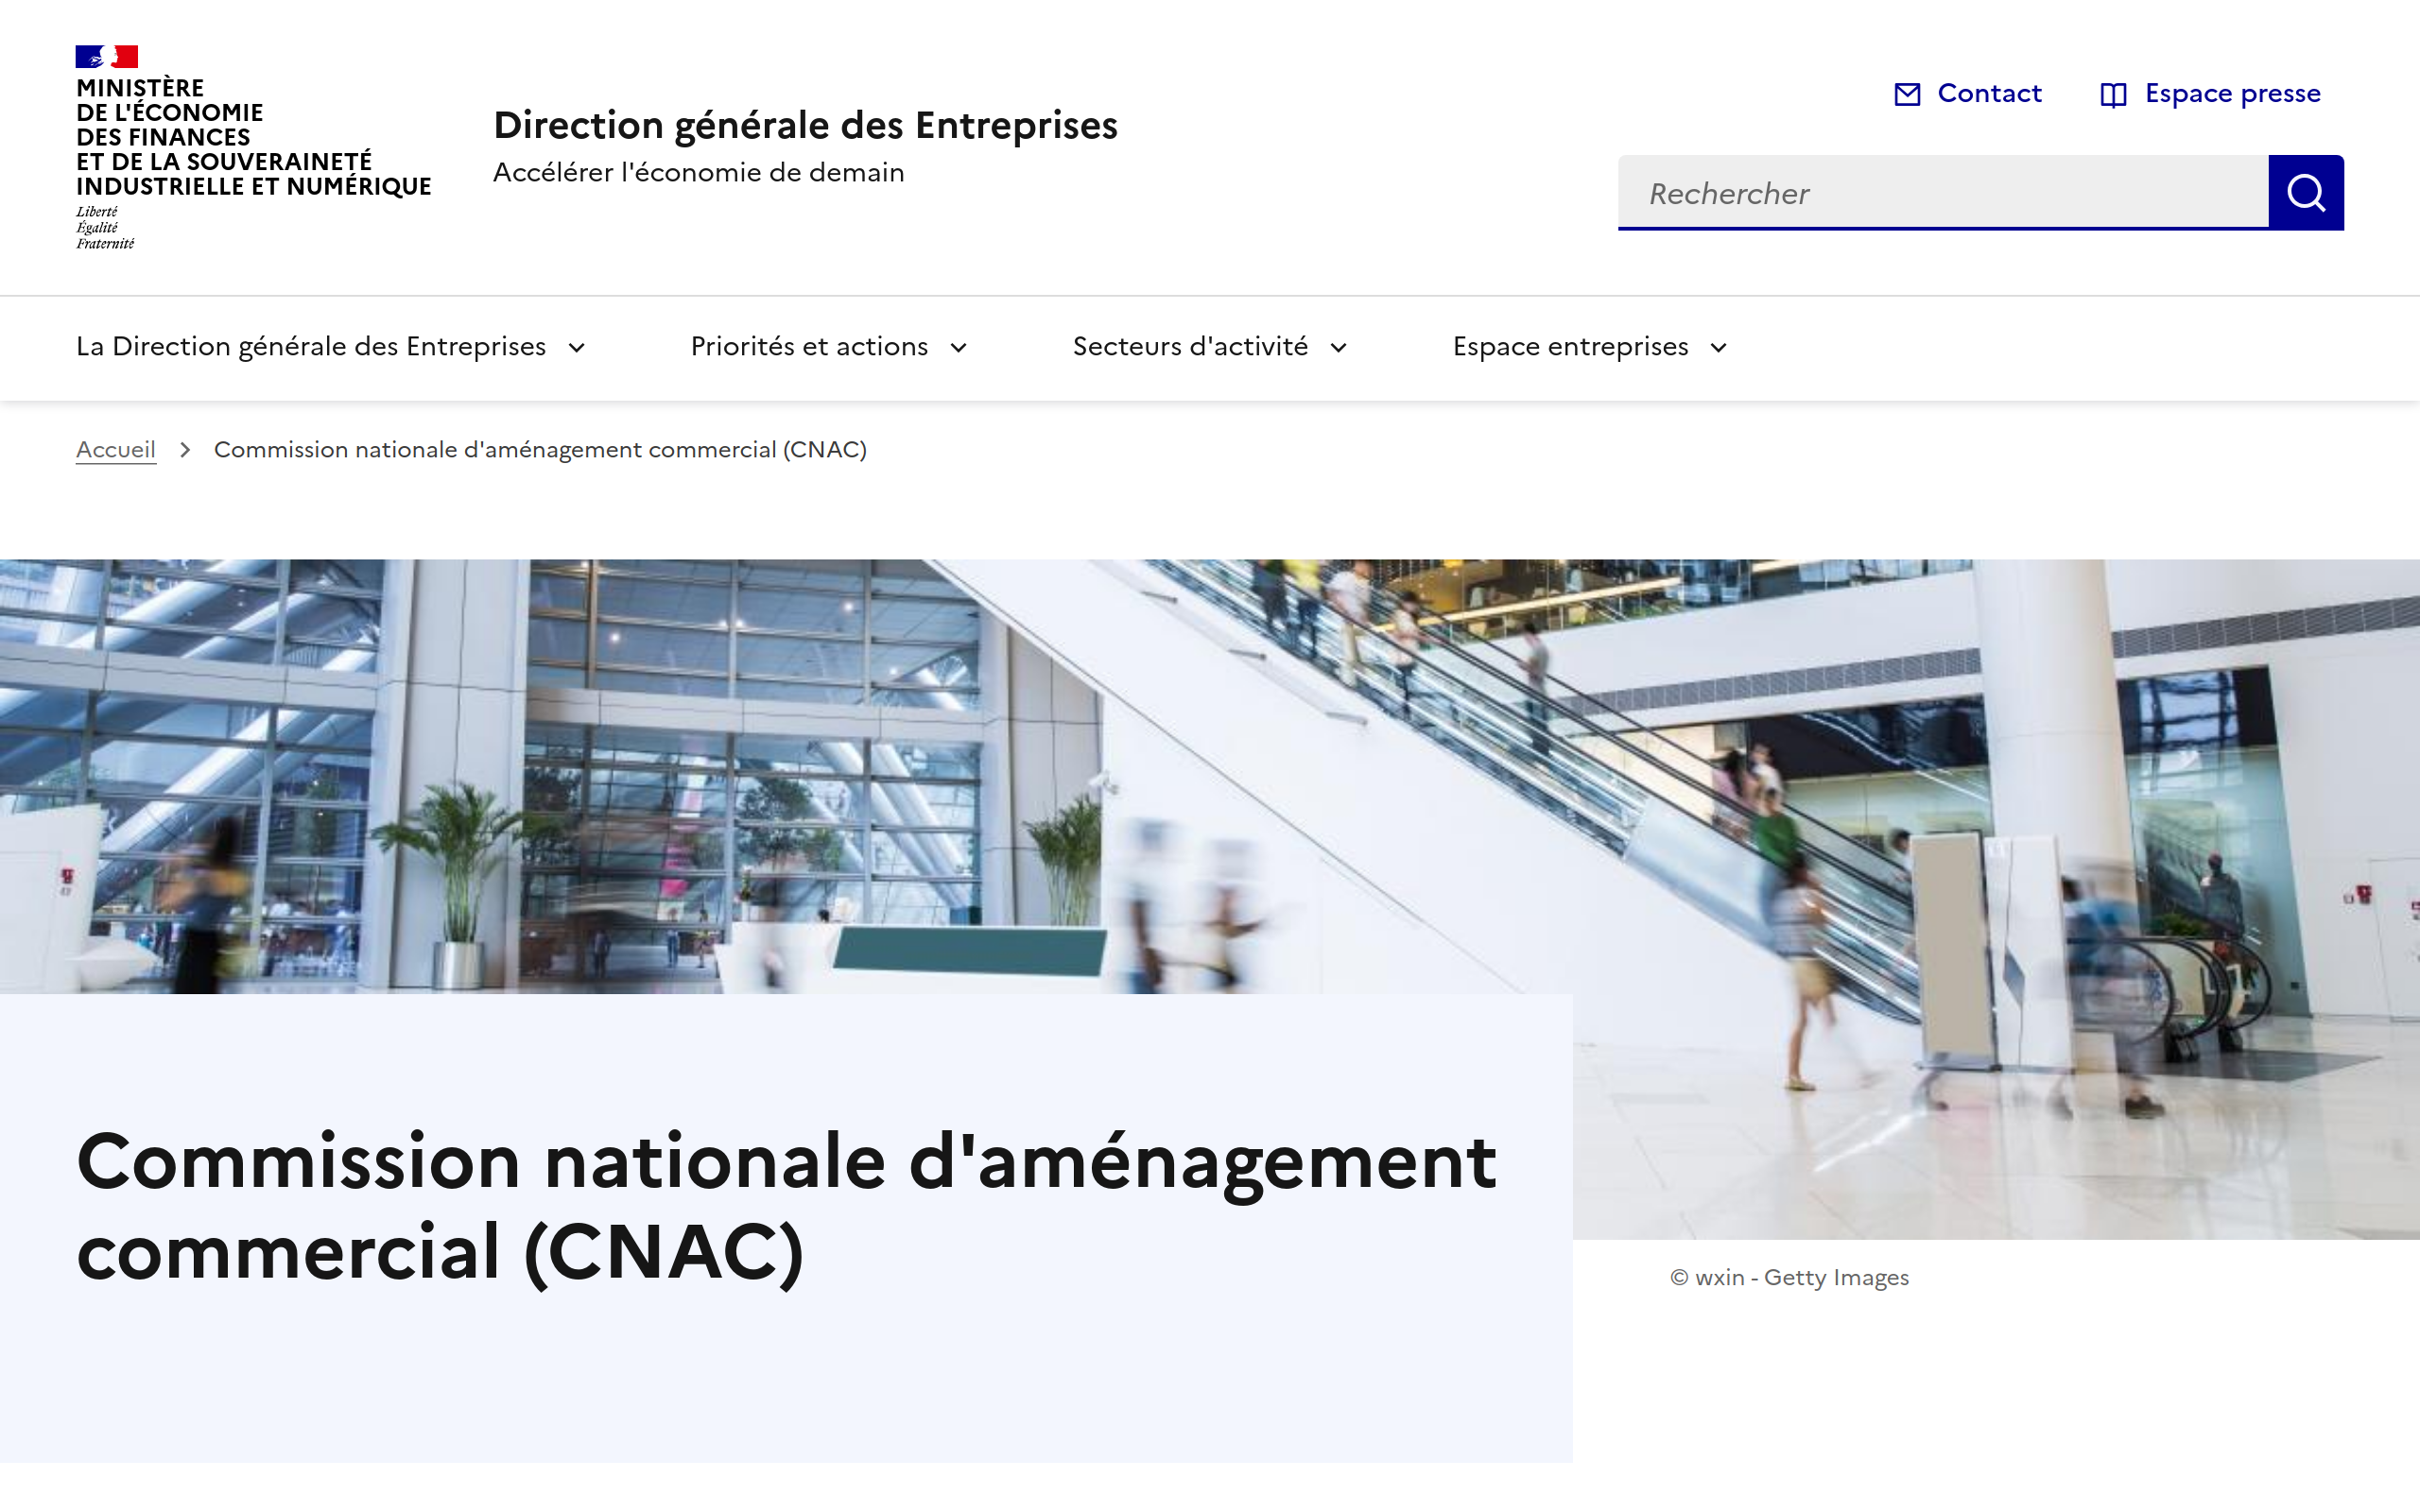 MINISTÈRE
DE L'ÉCONOMIE
DES FINANCES
ET DE LA SOUVERAINETÉ
INDUSTRIELLE ET NUMÉRIQUE
Liberté
Égalité
Fraternité
Direction générale des Entreprises
Accélérer l'économie de demain
Contact
Espace presse
Rechercher
La Direction générale des Entreprises
Priorités et actions
Secteurs d'activité
Espace entreprises
Accueil
Commission nationale d'aménagement commercial (CNAC)
Commission nationale d'aménagement
commercial (CNAC)
© wxin - Getty Images